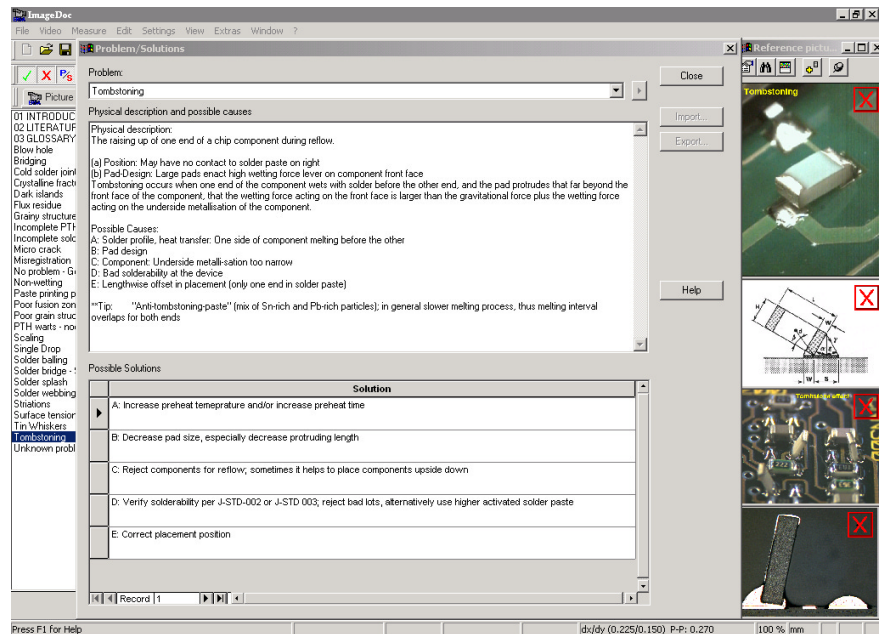 ImageDoc
File Video Measure Edit Settings View Extras Window ?
Problem/Solutions
Reference pictu...
P/S
Picture
Problem:
Tombstoning
Close
Import...
Export...
Help
Physical description and possible causes
Physical description:
The raising up of one end of a chip component during reflow.
(a) Position: May have no contact to solder paste on right
(b) Pad-Design: Large pads enact high wetting force lever on component front face
Tombstoning occurs when one end of the component wets with solder before the other end, and the pad protrudes that far beyond the
front face of the component, that the wetting force acting on the front face is larger than the gravitational force plus the wetting force
acting on the underside metallisation of the component.
Possible Causes:
A: Solder profile, heat transfer: One side of component melting before the other
B: Pad design
C: Component: Underside metalli-sation too narrow
D: Bad solderability at the device
E: Lengthwise offset in placement (only one end in solder paste)
**Tip: "Anti-tombstoning-paste" (mix of Sn-rich and Pb-rich particles); in general slower melting process, thus melting interval
overlaps for both ends
Possible Solutions
Solution
A: Increase preheat temeprature and/or increase preheat time
B: Decrease pad size, especially decrease protruding length
C: Reject components for reflow; sometimes it helps to place components upside down
D: Verify solderability per J-STD-002 or J-STD 003; reject bad lots, alternatively use higher activated solder paste
E: Correct placement position
Record 1
01 INTRODUC
02 LITERATUR
03 GLOSSARY
Blow hole
Bridging
Cold solder joint
Crystalline fract
Dark islands
Flux residue
Grainy structure
Incomplete PTH
Incomplete solc
Micro crack
Misregistration
No problem - G
Non-wetting
Paste printing p
Poor fusion zon
Poor grain struc
PTH warts - noc
Scaling
Single Drop
Solder balling
Solder bridge - S
Solder splash
Solder webbing
Striations
Surface tension
Tin Whiskers
Tombstoning
Unknown probl
Tombstoning
H
L
W
W S
222
Press F1 for Help
dx/dy (0.225/0.150) P-P: 0.270
100 % mm